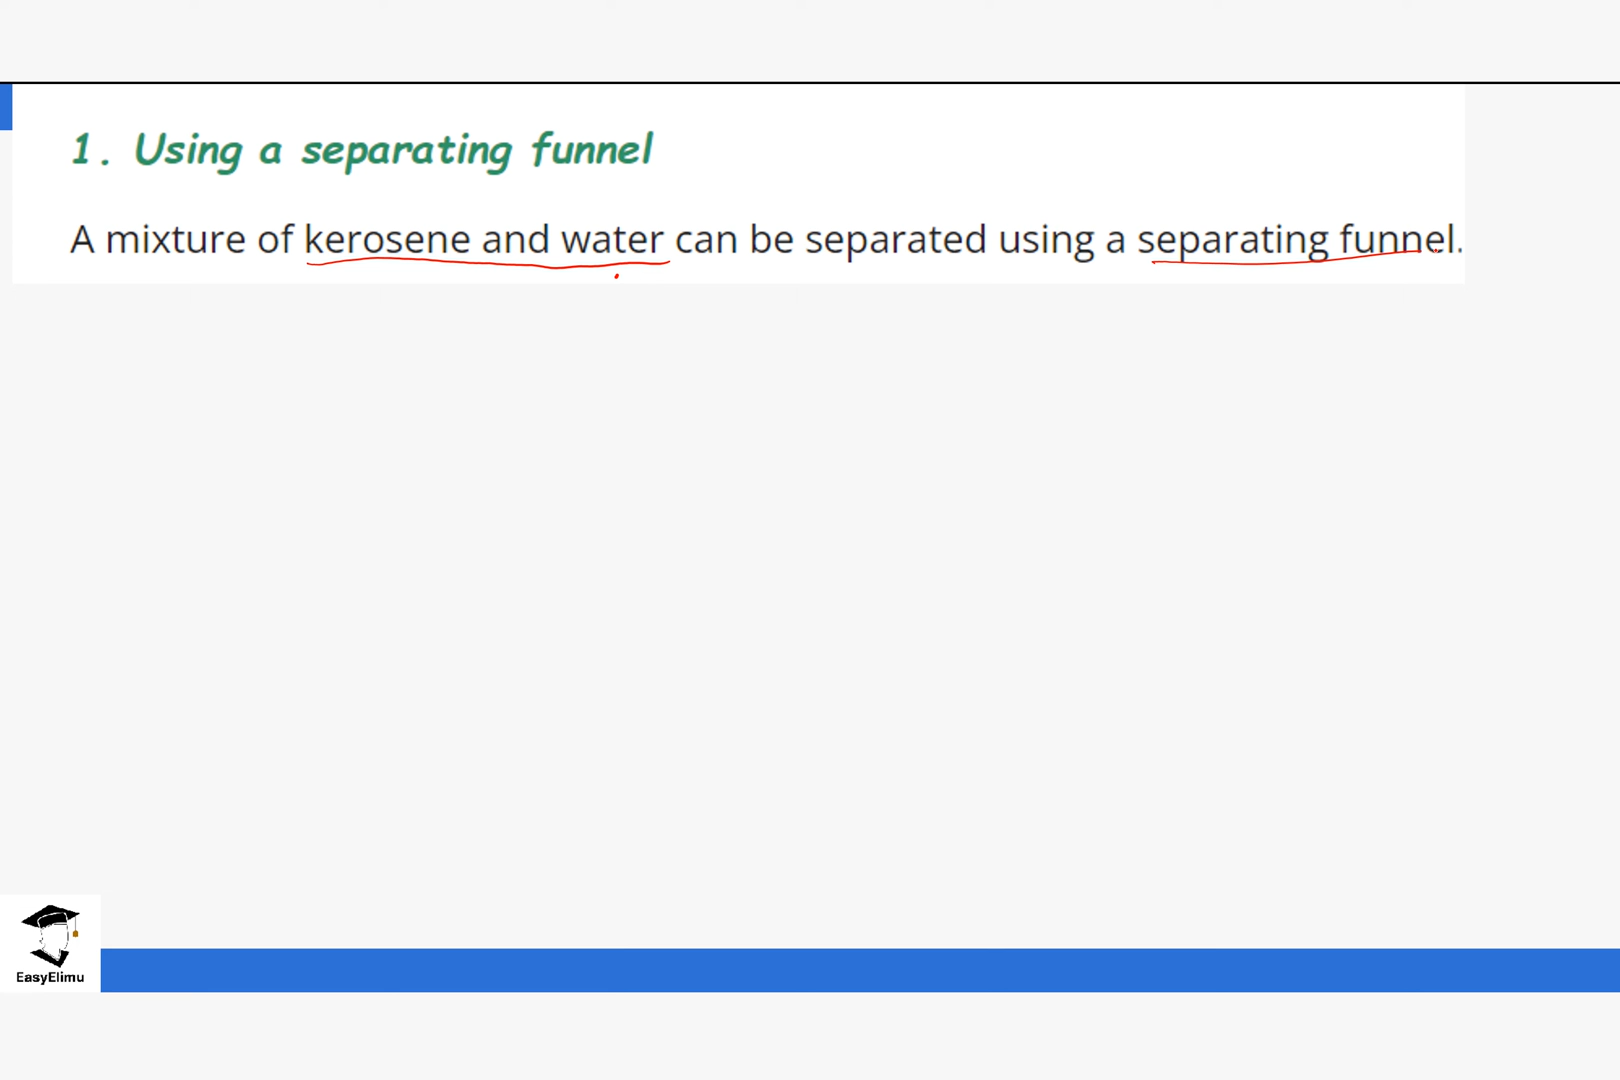 1. Using a separating funnel
A mixture of kerosene and water can be separated using a separating funnel.
EasyElimu